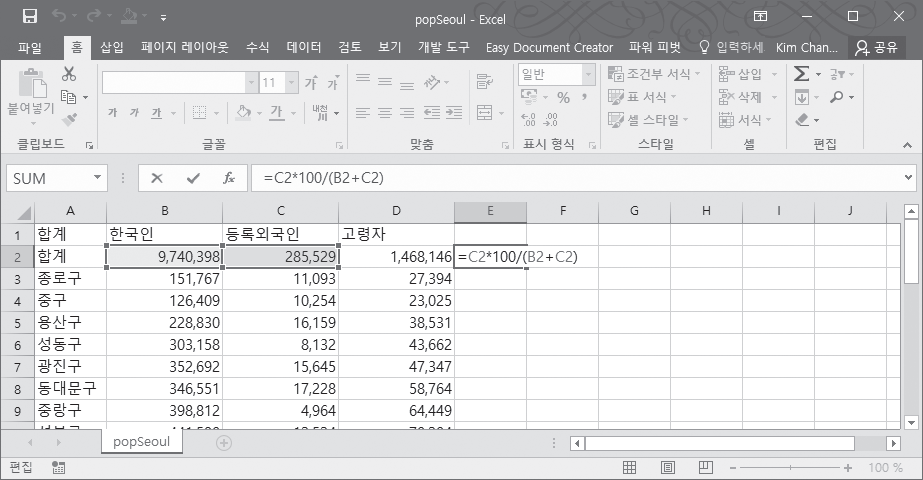 popSeoul - Excel
파일 홈 삽입 페이지 레이아웃 수식 데이터 검토 보기 개발 도구 Easy Document Creator 파워 피벗 입력하세 Kim Chan... 공유
붙여넣기
11 가 가
가 가 가 내천
일반
% ,
조건부 서식
표 서식
셀 스타일
삽입
삭제
서식
클립보드 글꼴 맞춤 표시 형식 스타일 셀 편집
SUM fx =C2*100/(B2+C2)
A B C D E F G H I J
1 합계 한국인 등록외국인 고령자
2 합계 9,740,398 285,529 1,468,146 =C2*100/(B2+C2)
3 종로구 151,767 11,093 27,394
4 중구 126,409 10,254 23,025
5 용산구 228,830 16,159 38,531
6 성동구 303,158 8,132 43,662
7 광진구 352,692 15,645 47,347
8 동대문구 346,551 17,228 58,764
9 중랑구 398,812 4,964 64,449
popSeoul
편집 100 %